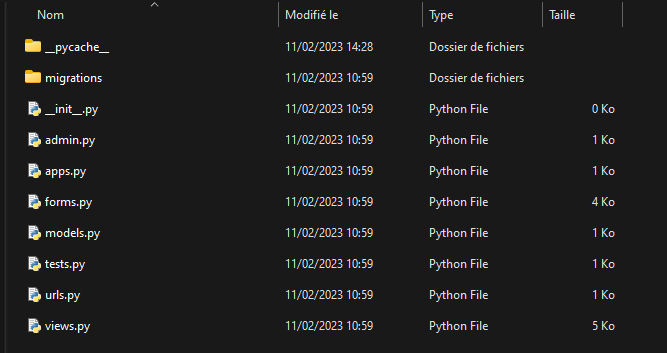 Nom Modifié le Type Taille
__pycache__ 11/02/2023 14:28 Dossier de fichiers
migrations 11/02/2023 10:59 Dossier de fichiers
__init__.py 11/02/2023 10:59 Python File 0 Ko
admin.py 11/02/2023 10:59 Python File 1 Ko
apps.py 11/02/2023 10:59 Python File 1 Ko
forms.py 11/02/2023 10:59 Python File 4 Ko
models.py 11/02/2023 10:59 Python File 1 Ko
tests.py 11/02/2023 10:59 Python File 1 Ko
urls.py 11/02/2023 10:59 Python File 1 Ko
views.py 11/02/2023 10:59 Python File 5 Ko